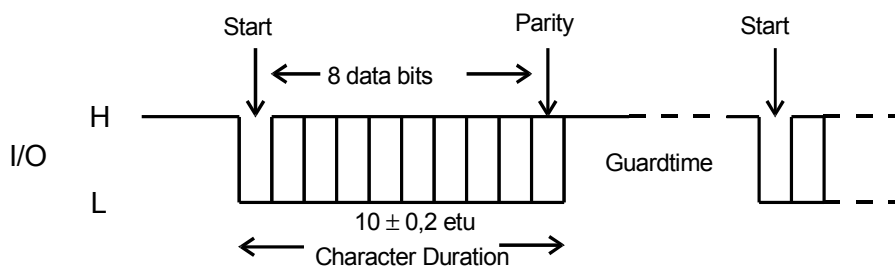 Start
Parity
Start
8 data bits
H
I/O
Guardtime
L
10 ± 0,2 etu
Character Duration